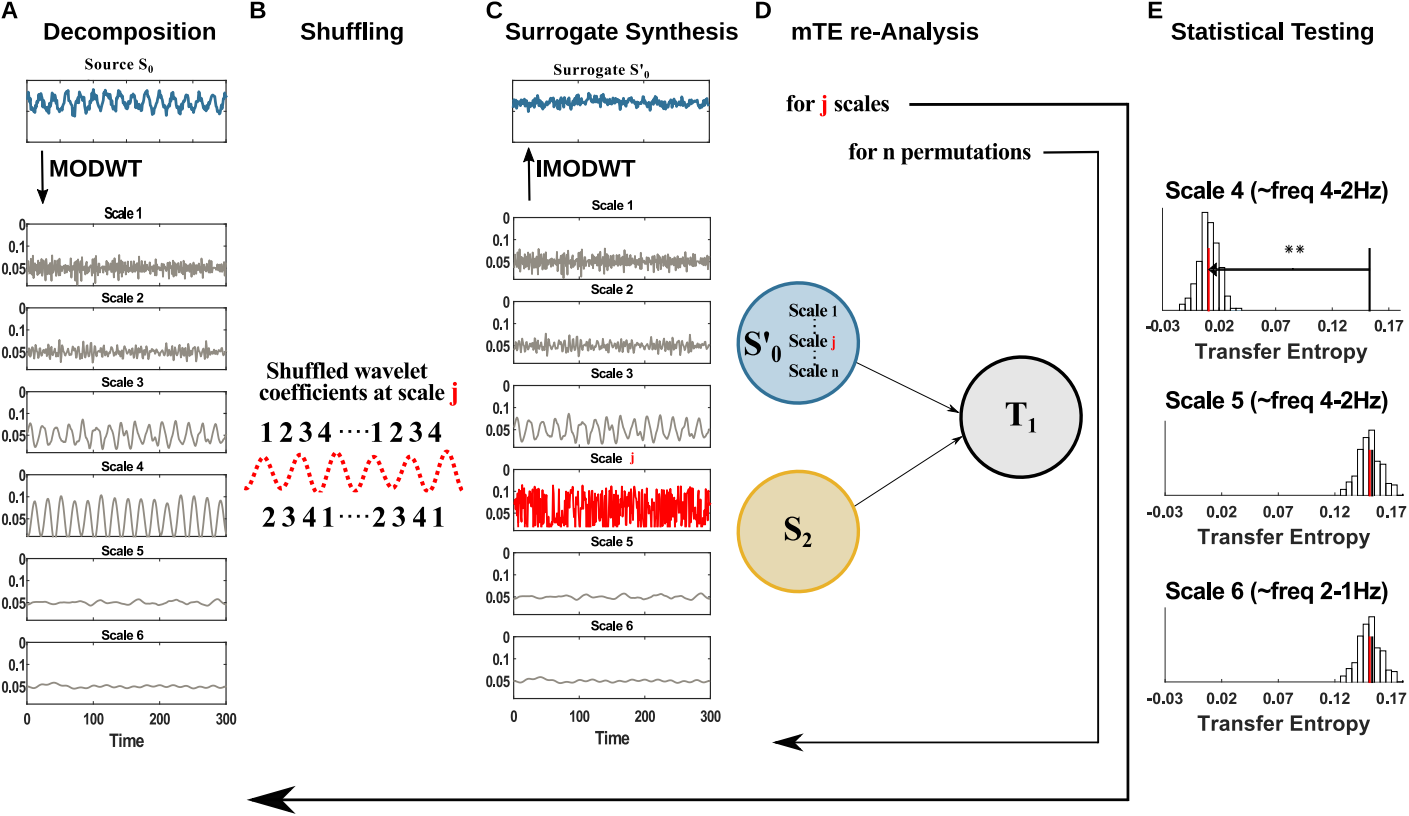 A
Decomposition
Source S0
MODWT
Scale 1
0
0.1
0.05
Scale 2
0
0.1
0.05
Scale 3
0
0.1
0.05
Scale 4
0
0.1
0.05
Scale 5
0
0.1
0.05
Scale 6
0
0.1
0.05
0 100 200 300
Time
B
Shuffling
Shuffled wavelet
coefficients at scale j
1 2 3 4 ····1 2 3 4
2 3 4 1 ····2 3 4 1
C
Surrogate Synthesis
Surrogate S'0
IMODWT
Scale 1
0
0.1
0.05
Scale 2
0
0.1
0.05
Scale 3
0
0.1
0.05
Scale j
0
0.1
0.05
Scale 5
0
0.1
0.05
Scale 6
0
0.1
0.05
0 100 200 300
Time
D
mTE re-Analysis
for j scales
for n permutations
S'0
Scale 1
Scale j
Scale n
S2
T1
E
Statistical Testing
Scale 4 (~freq 4-2Hz)
**
-0.03 0.02 0.07 0.12 0.17
Transfer Entropy
Scale 5 (~freq 4-2Hz)
-0.03 0.02 0.07 0.12 0.17
Transfer Entropy
Scale 6 (~freq 2-1Hz)
-0.03 0.02 0.07 0.12 0.17
Transfer Entropy